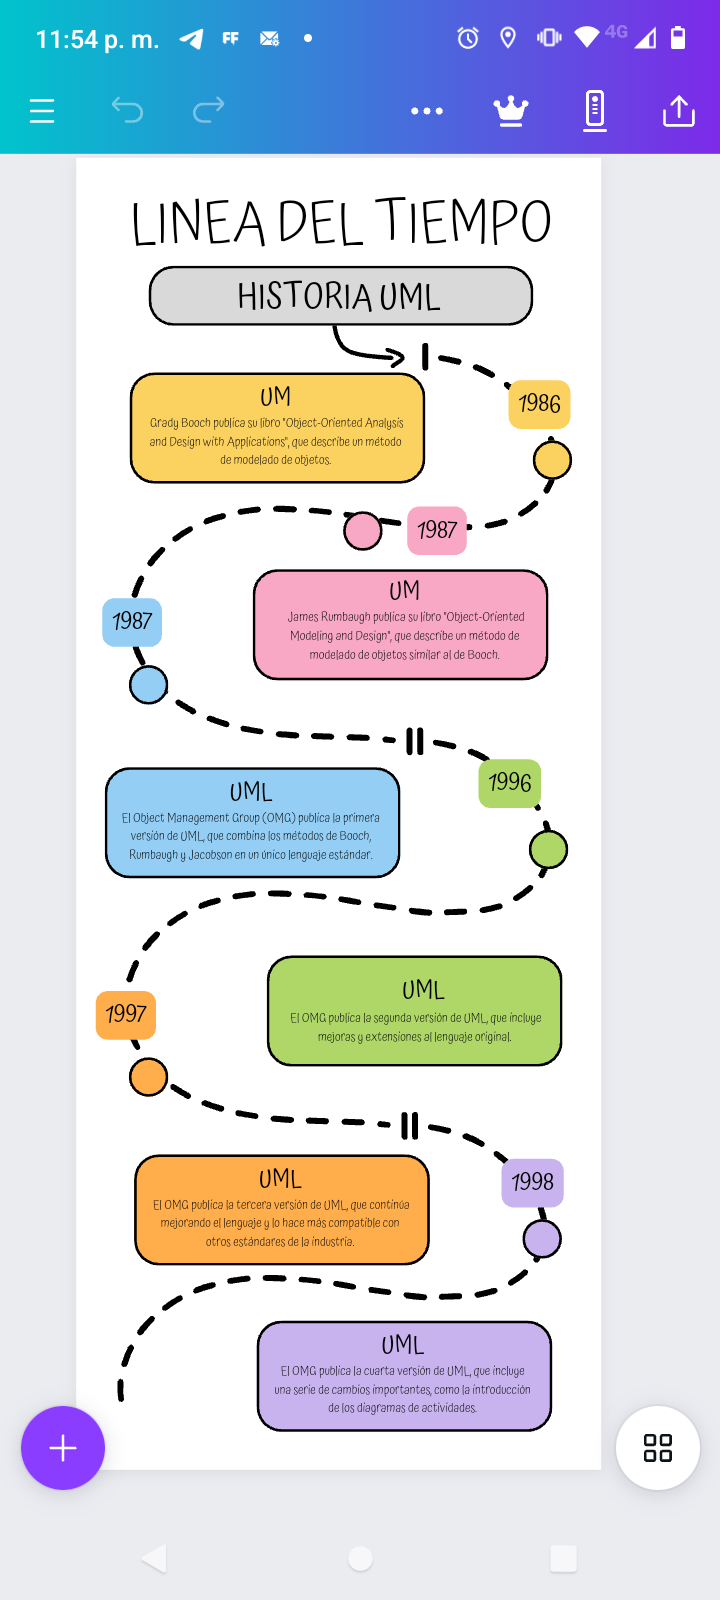 11:54 p. m.
4G
LINEA DEL TIEMPO
HISTORIA UML
1986
UM
Grady Booch publica su libro "Object-Oriented Analysis
and Design with Applications", que describe un método
de modelado de objetos.
1987
UM
James Rumbaugh publica su libro "Object-Oriented
Modeling and Design", que describe un método de
modelado de objetos similar al de Booch.
1987
UML
El Object Management Group (OMG) publica la primera
versión de UML, que combina los métodos de Booch,
Rumbaugh y Jacobson en un único lenguaje estándar.
1996
UML
El OMG publica la segunda versión de UML, que incluye
mejoras y extensiones al lenguaje original.
1997
UML
El OMG publica la tercera versión de UML, que continúa
mejorando el lenguaje y lo hace más compatible con
otros estándares de la industria.
1998
UML
El OMG publica la cuarta versión de UML, que incluye
una serie de cambios importantes, como la introducción
de los diagramas de actividades.